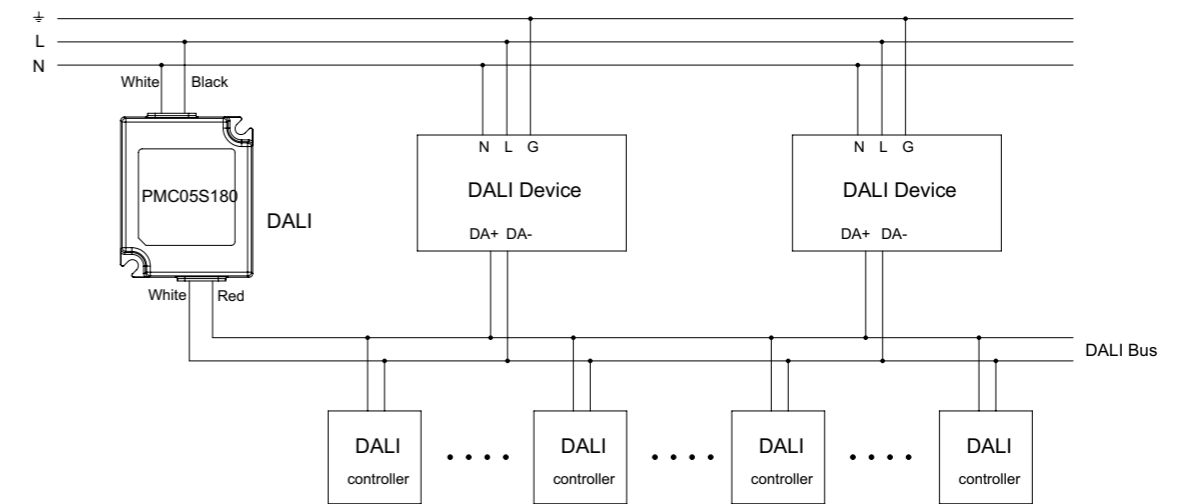 ⏚
L
N
White Black
PMC05S180
DALI
White Red
N L G
DALI Device
DA+ DA-
N L G
DALI Device
DA+ DA-
DALI Bus
DALI
controller
DALI
controller
DALI
controller
DALI
controller